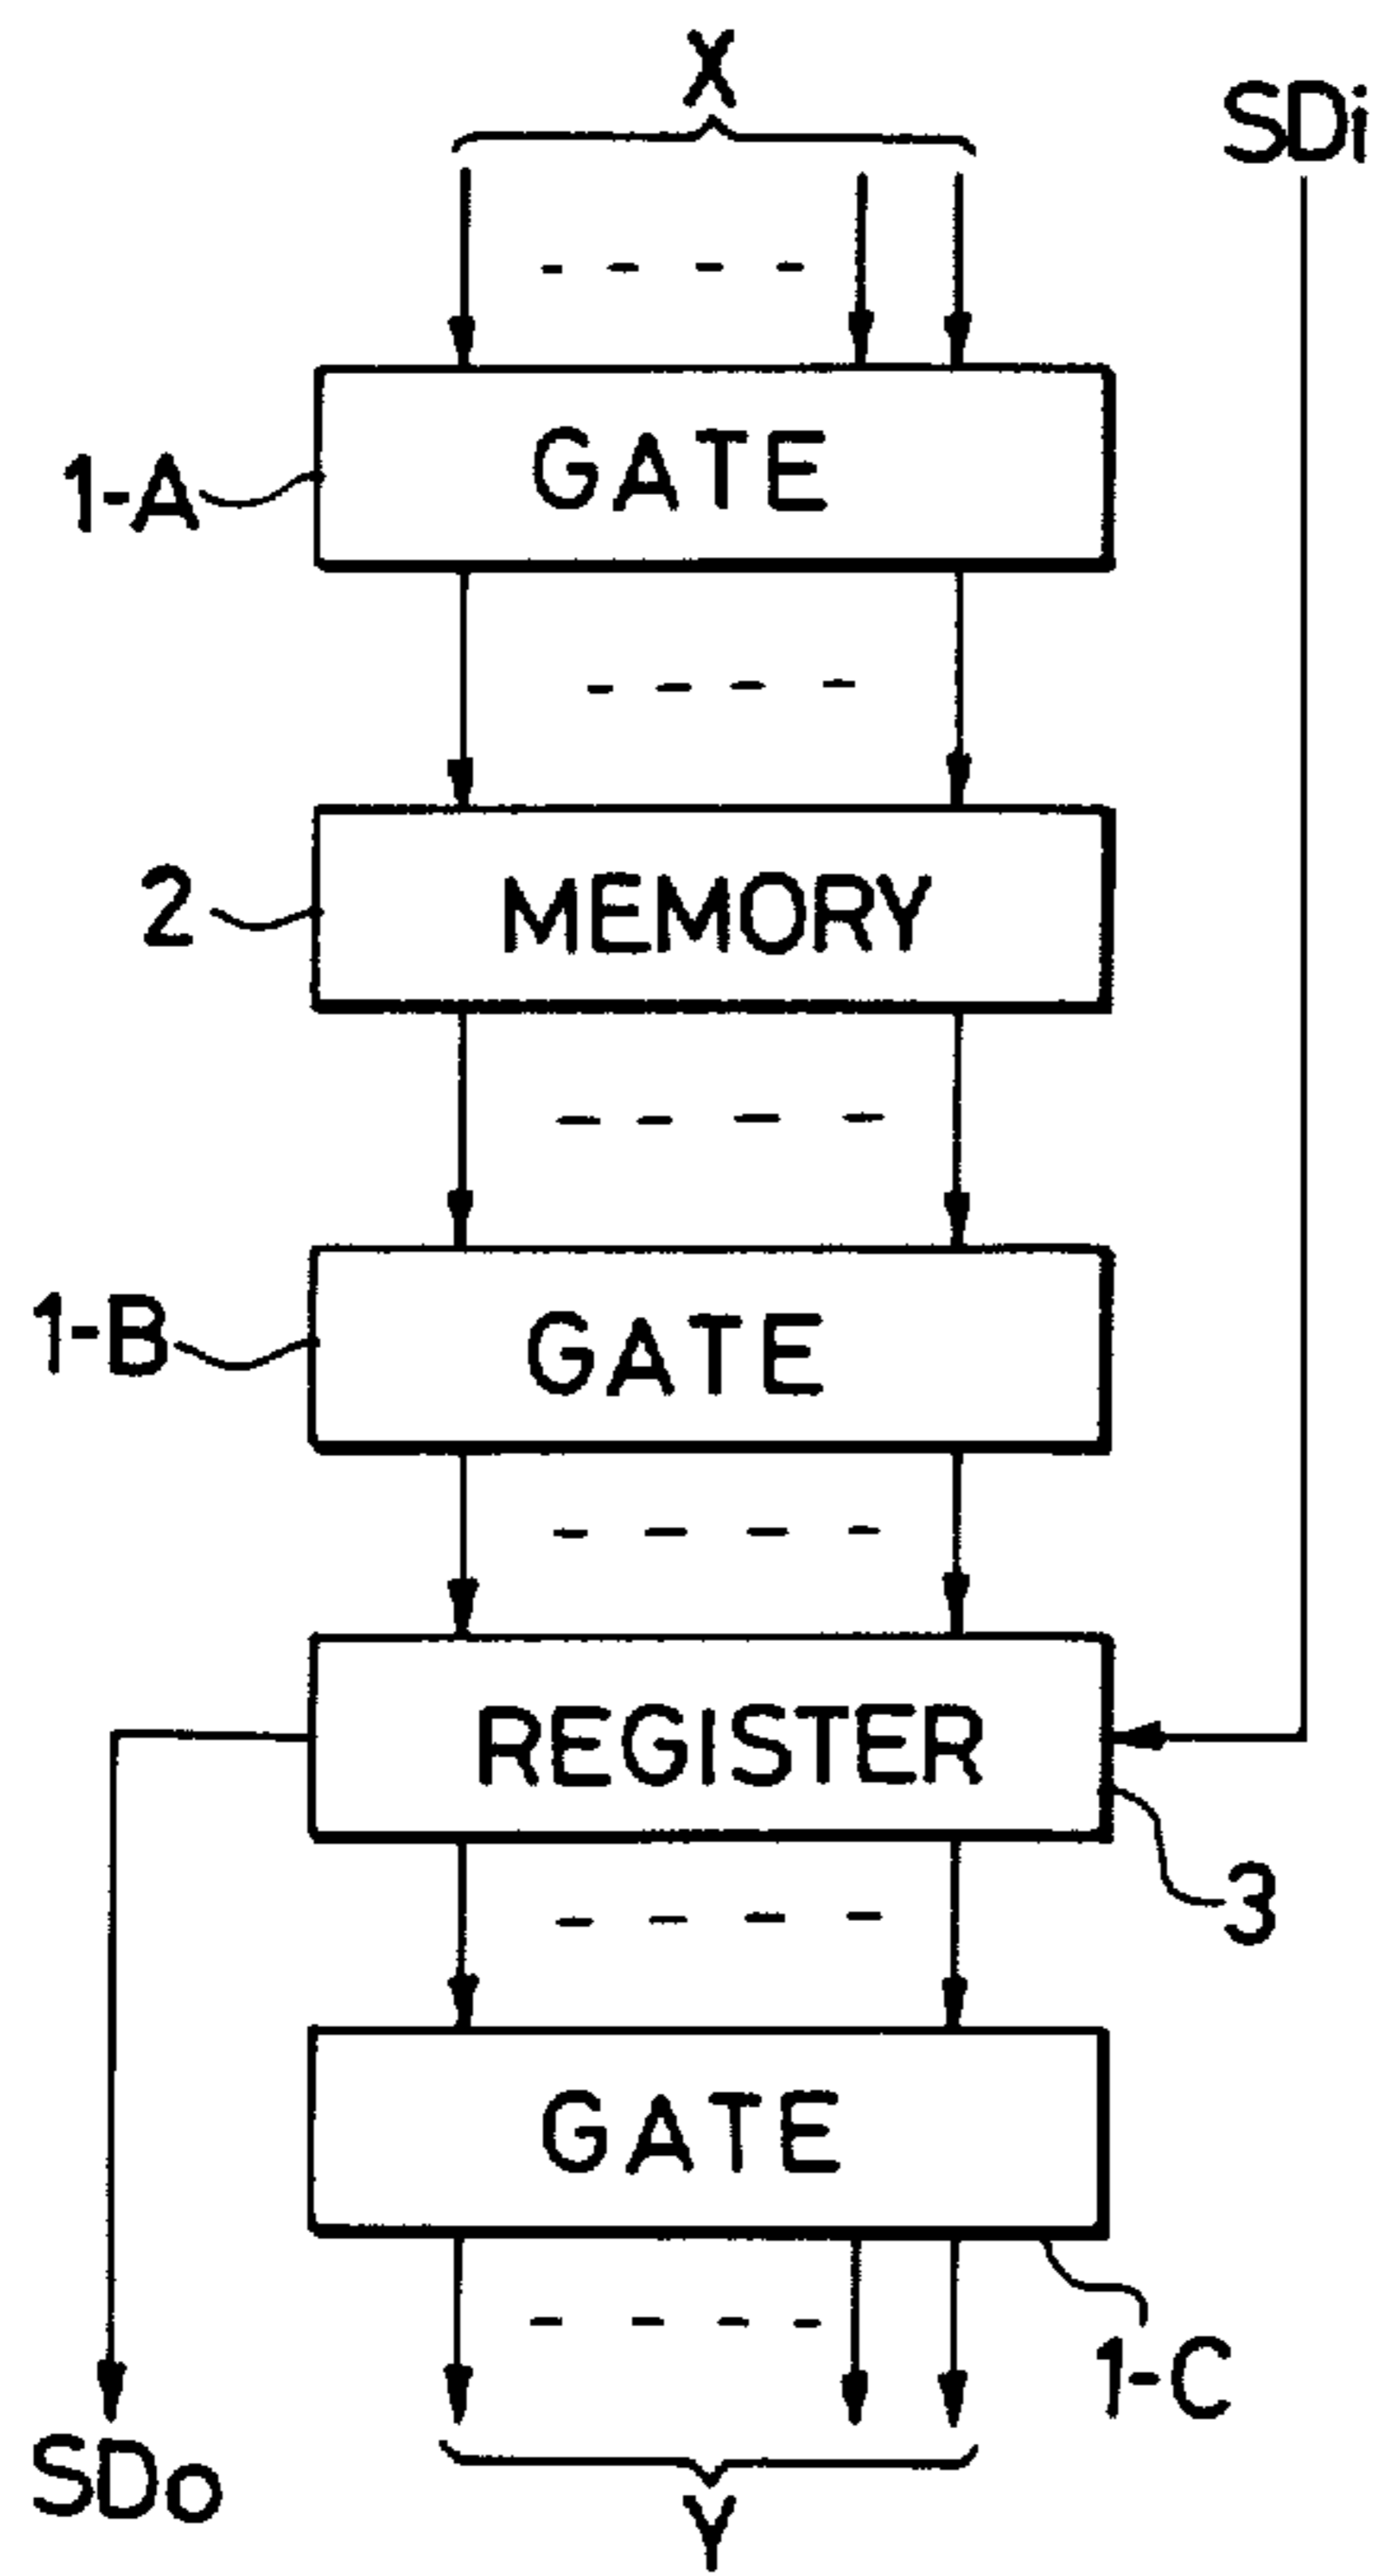 X
SDi
GATE
1-A
MEMORY
2
GATE
1-B
REGISTER
3
GATE
1-C
SDo
Y